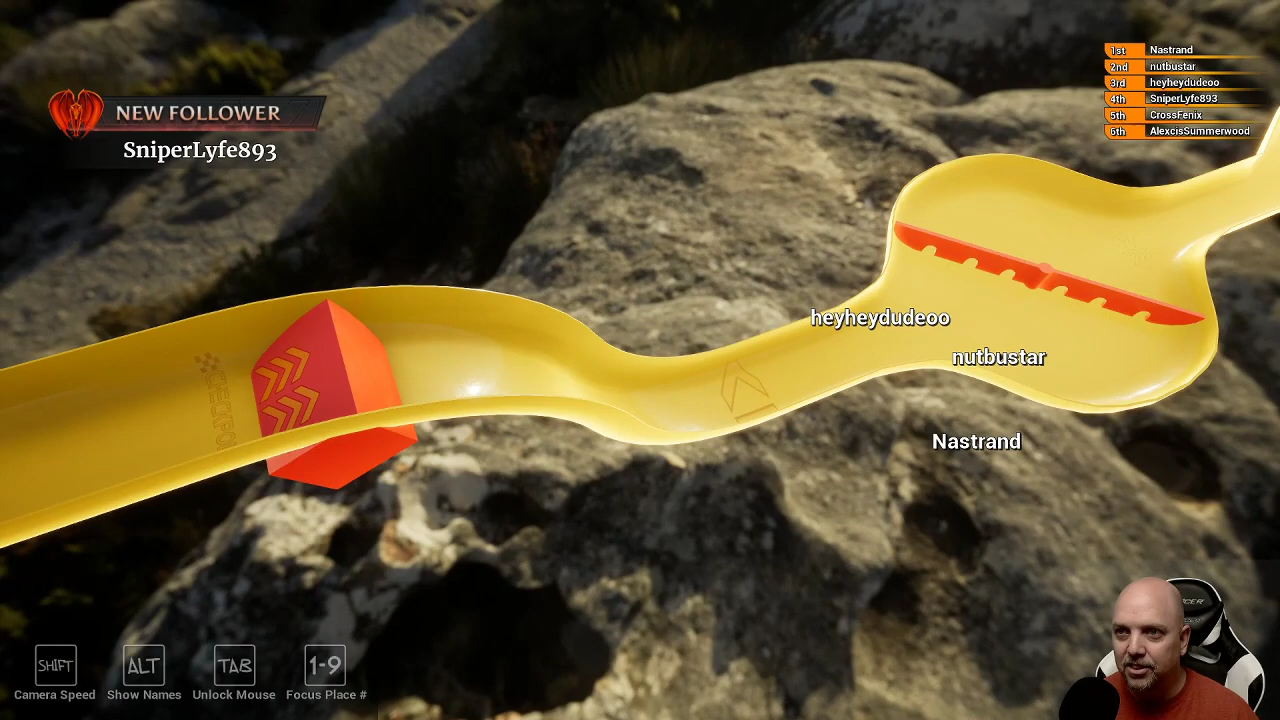 NEW FOLLOWER
SniperLyfe893
1st Nastrand
2nd nutbustar
3rd heyheydudeoo
4th SniperLyfe893
5th CrossFenix
6th AlexcisSummerwood
heyheydudeoo
nutbustar
Nastrand
SHIFT
Camera Speed
ALT
Show Names
TAB
Unlock Mouse
1-9
Focus Place #